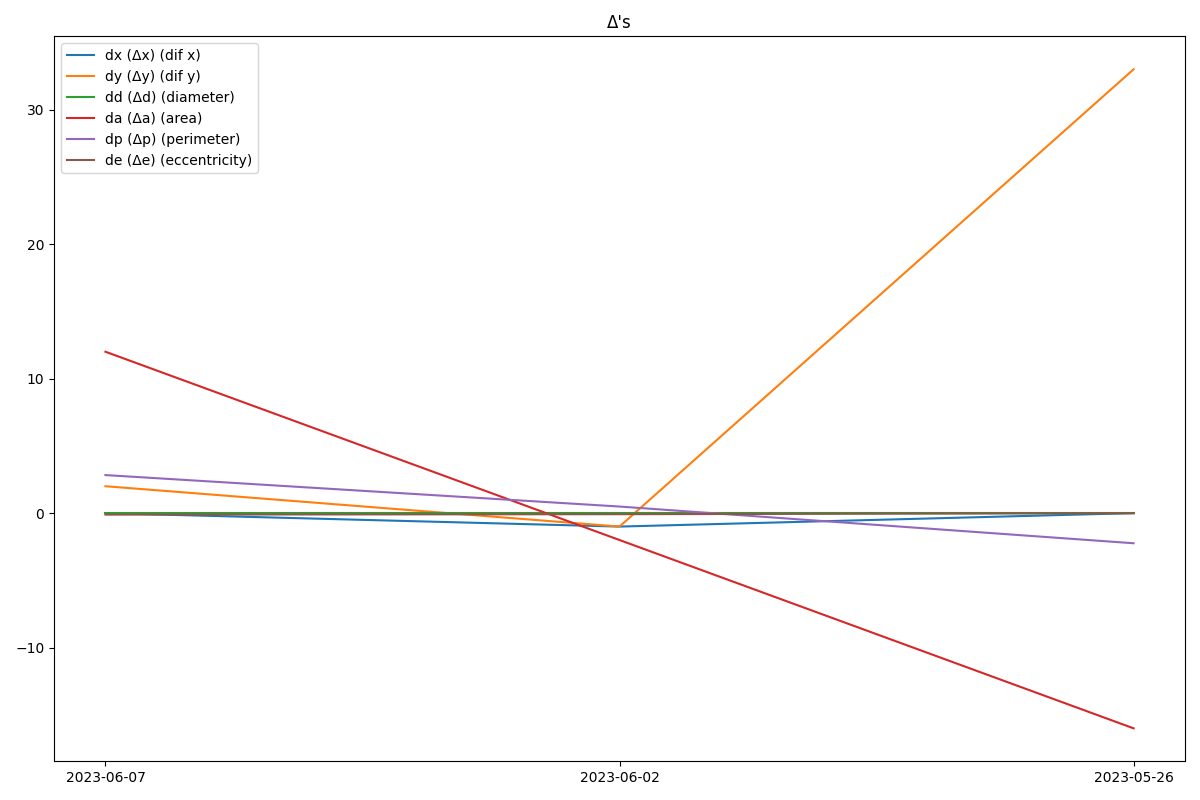 Δ's
dx (Δx) (dif x)
dy (Δy) (dif y)
dd (Δd) (diameter)
da (Δa) (area)
dp (Δp) (perimeter)
de (Δe) (eccentricity)
30
20
10
0
−10
2023-06-07
2023-06-02
2023-05-26